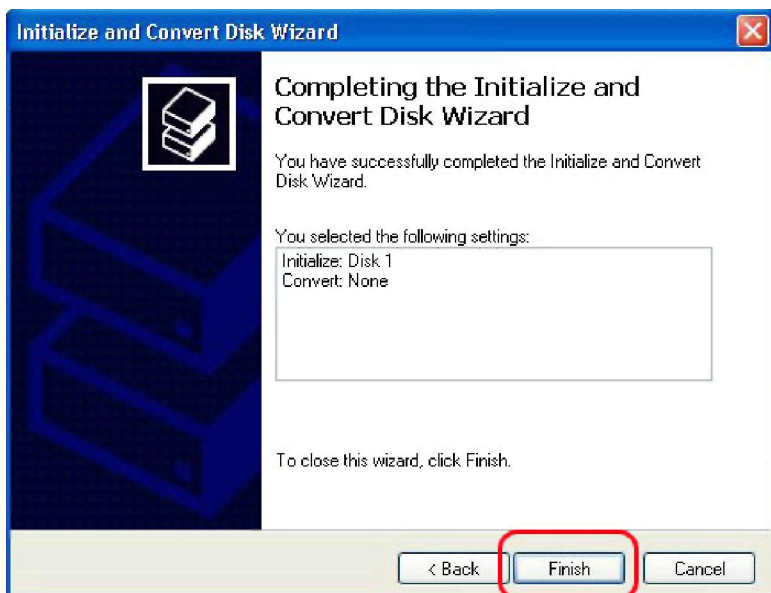 Initialize and Convert Disk Wizard
Completing the Initialize and
Convert Disk Wizard
You have successfully completed the Initialize and Convert
Disk Wizard.
You selected the following settings:
Initialize: Disk 1
Convert: None
To close this wizard, click Finish.
< Back
Finish
Cancel